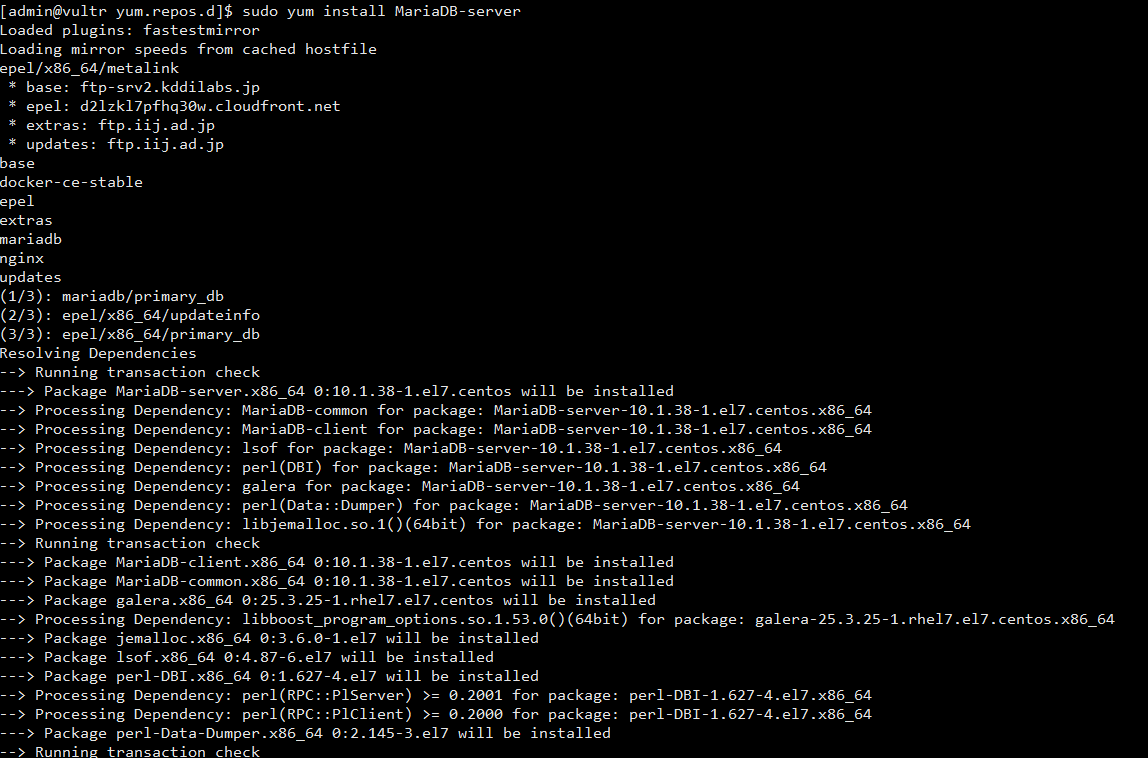 [admin@vultr yum.repos.d]$ sudo yum install MariaDB-server
Loaded plugins: fastestmirror
Loading mirror speeds from cached hostfile
epel/x86_64/metalink
 * base: ftp-srv2.kddilabs.jp
 * epel: d2lzkl7pfhq30w.cloudfront.net
 * extras: ftp.iij.ad.jp
 * updates: ftp.iij.ad.jp
base
docker-ce-stable
epel
extras
mariadb
nginx
updates
(1/3): mariadb/primary_db
(2/3): epel/x86_64/updateinfo
(3/3): epel/x86_64/primary_db
Resolving Dependencies
--> Running transaction check
---> Package MariaDB-server.x86_64 0:10.1.38-1.el7.centos will be installed
--> Processing Dependency: MariaDB-common for package: MariaDB-server-10.1.38-1.el7.centos.x86_64
--> Processing Dependency: MariaDB-client for package: MariaDB-server-10.1.38-1.el7.centos.x86_64
--> Processing Dependency: lsof for package: MariaDB-server-10.1.38-1.el7.centos.x86_64
--> Processing Dependency: perl(DBI) for package: MariaDB-server-10.1.38-1.el7.centos.x86_64
--> Processing Dependency: galera for package: MariaDB-server-10.1.38-1.el7.centos.x86_64
--> Processing Dependency: perl(Data::Dumper) for package: MariaDB-server-10.1.38-1.el7.centos.x86_64
--> Processing Dependency: libjemalloc.so.1()(64bit) for package: MariaDB-server-10.1.38-1.el7.centos.x86_64
--> Running transaction check
---> Package MariaDB-client.x86_64 0:10.1.38-1.el7.centos will be installed
---> Package MariaDB-common.x86_64 0:10.1.38-1.el7.centos will be installed
---> Package galera.x86_64 0:25.3.25-1.rhel7.el7.centos will be installed
--> Processing Dependency: libboost_program_options.so.1.53.0()(64bit) for package: galera-25.3.25-1.rhel7.el7.centos.x86_64
---> Package jemalloc.x86_64 0:3.6.0-1.el7 will be installed
---> Package lsof.x86_64 0:4.87-6.el7 will be installed
---> Package perl-DBI.x86_64 0:1.627-4.el7 will be installed
--> Processing Dependency: perl(RPC::PlServer) >= 0.2001 for package: perl-DBI-1.627-4.el7.x86_64
--> Processing Dependency: perl(RPC::PlClient) >= 0.2000 for package: perl-DBI-1.627-4.el7.x86_64
---> Package perl-Data-Dumper.x86_64 0:2.145-3.el7 will be installed
--> Running transaction check